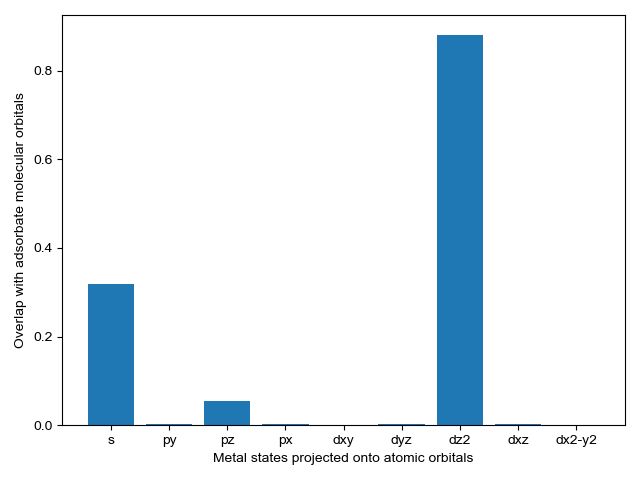 Overlap with adsorbate molecular orbitals
0.8
0.6
0.4
0.2
0.0
s py pz px dxy dyz dz2 dxz dx2-y2
Metal states projected onto atomic orbitals